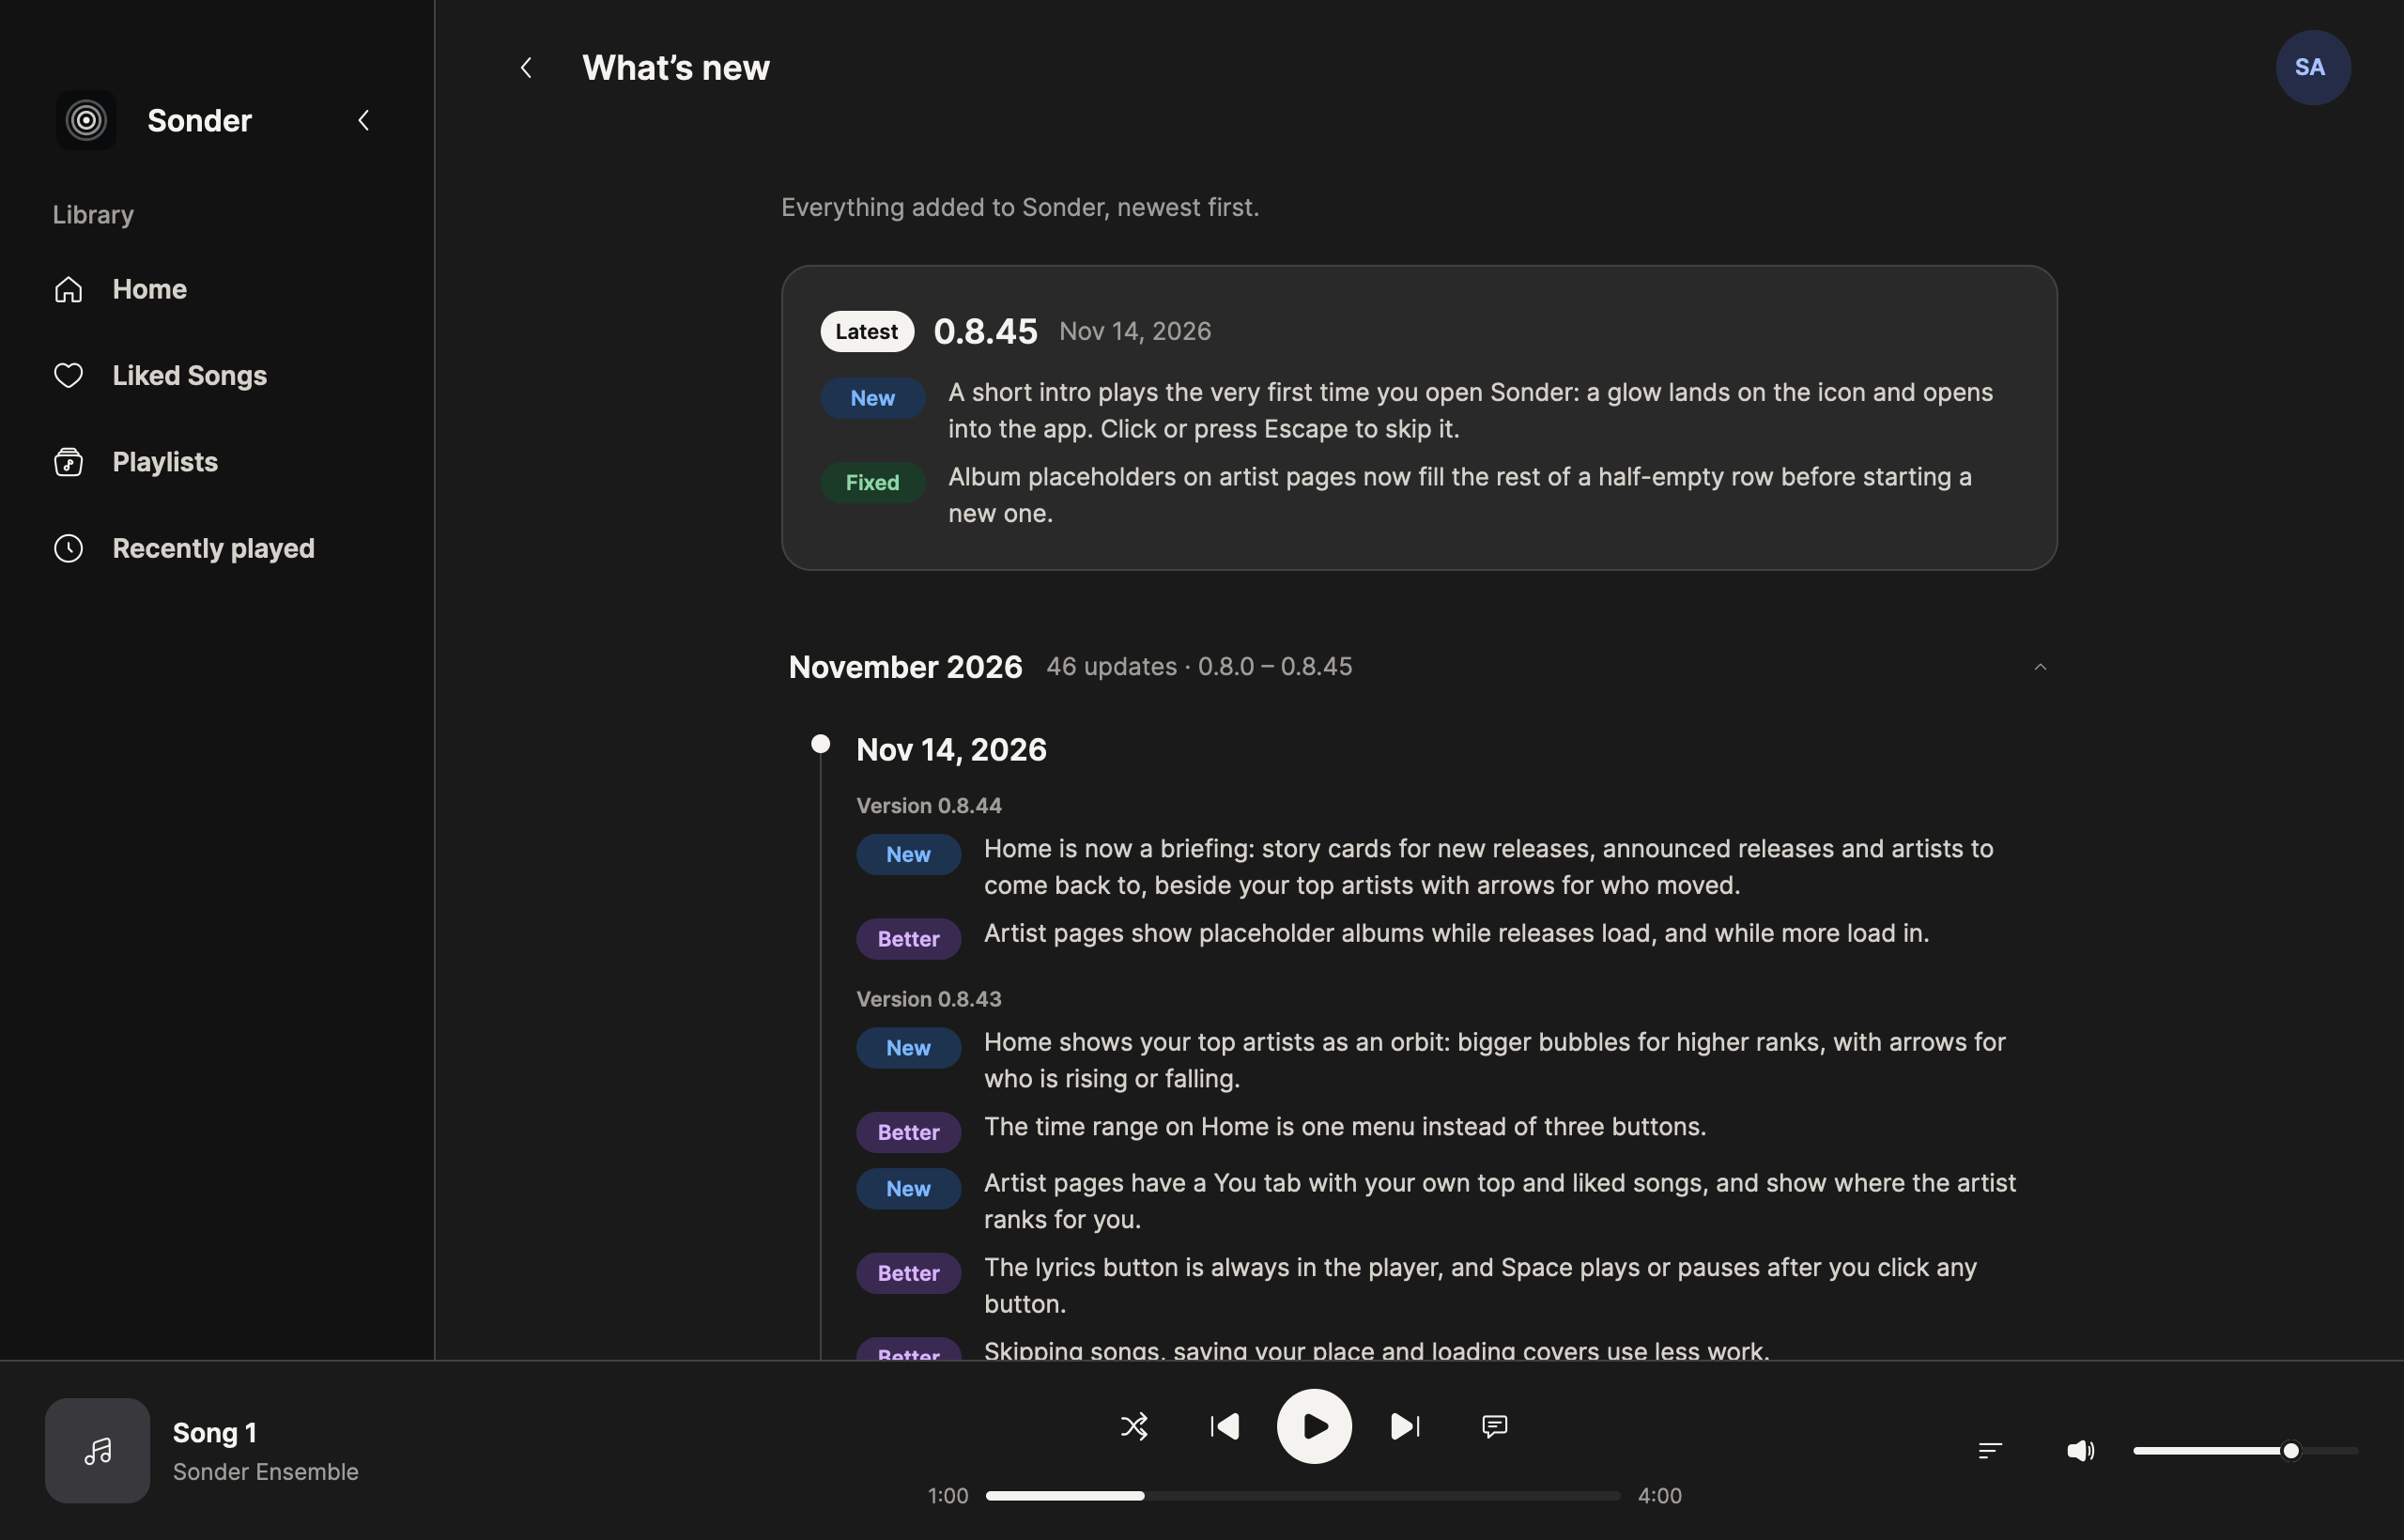 Sonder
Library
Home
Liked Songs
Playlists
Recently played
What’s new
SA
Everything added to Sonder, newest first.
Latest 0.8.45 Nov 14, 2026
New A short intro plays the very first time you open Sonder: a glow lands on the icon and opens
into the app. Click or press Escape to skip it.
Fixed Album placeholders on artist pages now fill the rest of a half-empty row before starting a
new one.
November 2026 46 updates · 0.8.0 – 0.8.45
Nov 14, 2026
Version 0.8.44
New Home is now a briefing: story cards for new releases, announced releases and artists to
come back to, beside your top artists with arrows for who moved.
Better Artist pages show placeholder albums while releases load, and while more load in.
Version 0.8.43
New Home shows your top artists as an orbit: bigger bubbles for higher ranks, with arrows for
who is rising or falling.
Better The time range on Home is one menu instead of three buttons.
New Artist pages have a You tab with your own top and liked songs, and show where the artist
ranks for you.
Better The lyrics button is always in the player, and Space plays or pauses after you click any
button.
Better Skipping songs, saving your place and loading covers use less work.
Song 1
Sonder Ensemble
1:00 4:00